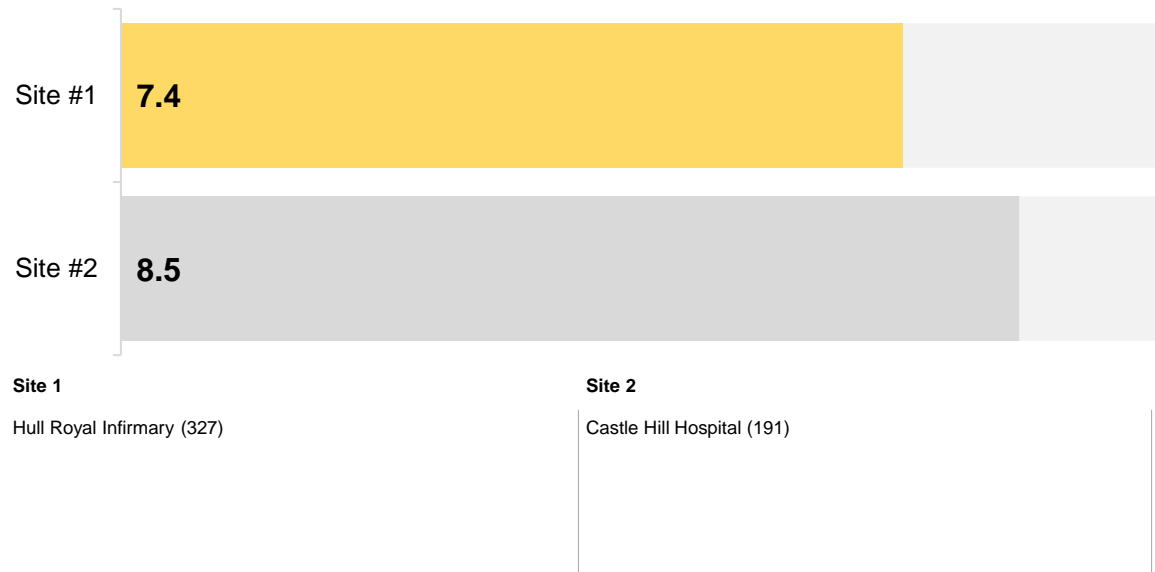 Site #1 7.4
Site #2 8.5
Site 1
Hull Royal Infirmary (327)
Site 2
Castle Hill Hospital (191)